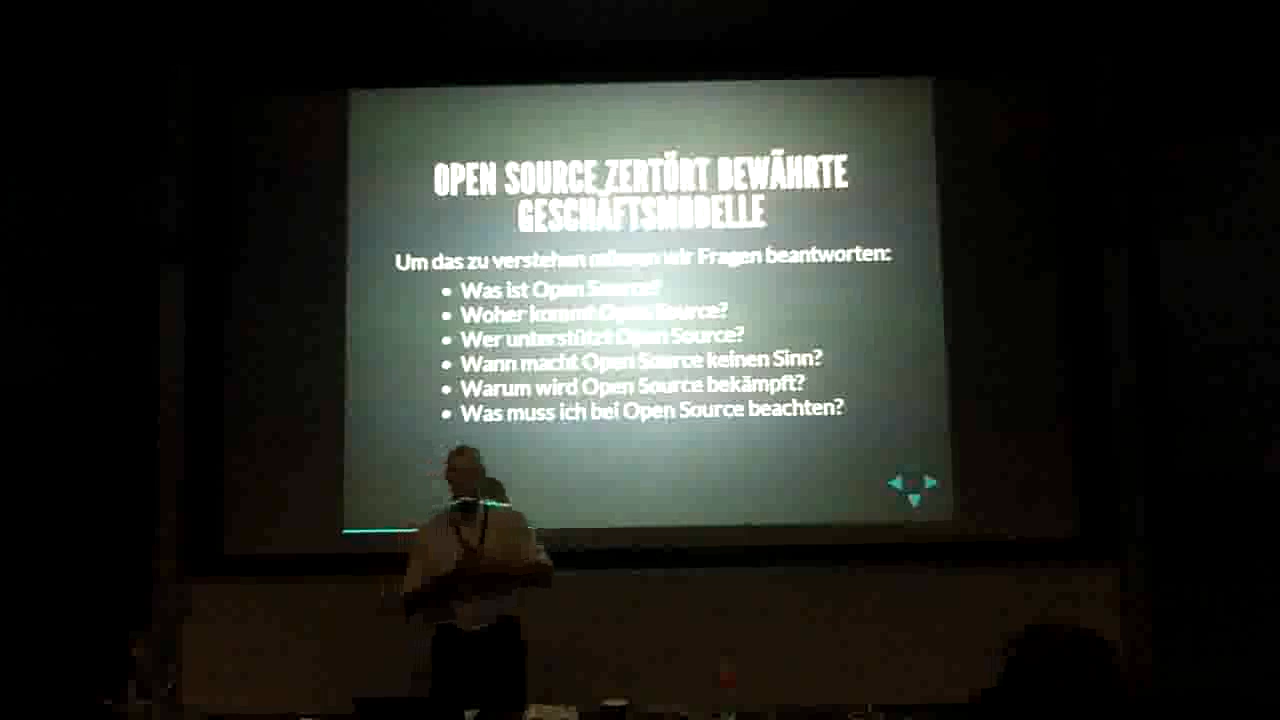 OPEN SOURCE ZERTÖRT BEWÄHRTE
GESCHÄFTSMODELLE
Um das zu verstehen müssen wir Fragen beantworten:
• Was ist Open Source?
• Woher kommt Open Source?
• Wer unterstützt Open Source?
• Wann macht Open Source keinen Sinn?
• Warum wird Open Source bekämpft?
• Was muss ich bei Open Source beachten?